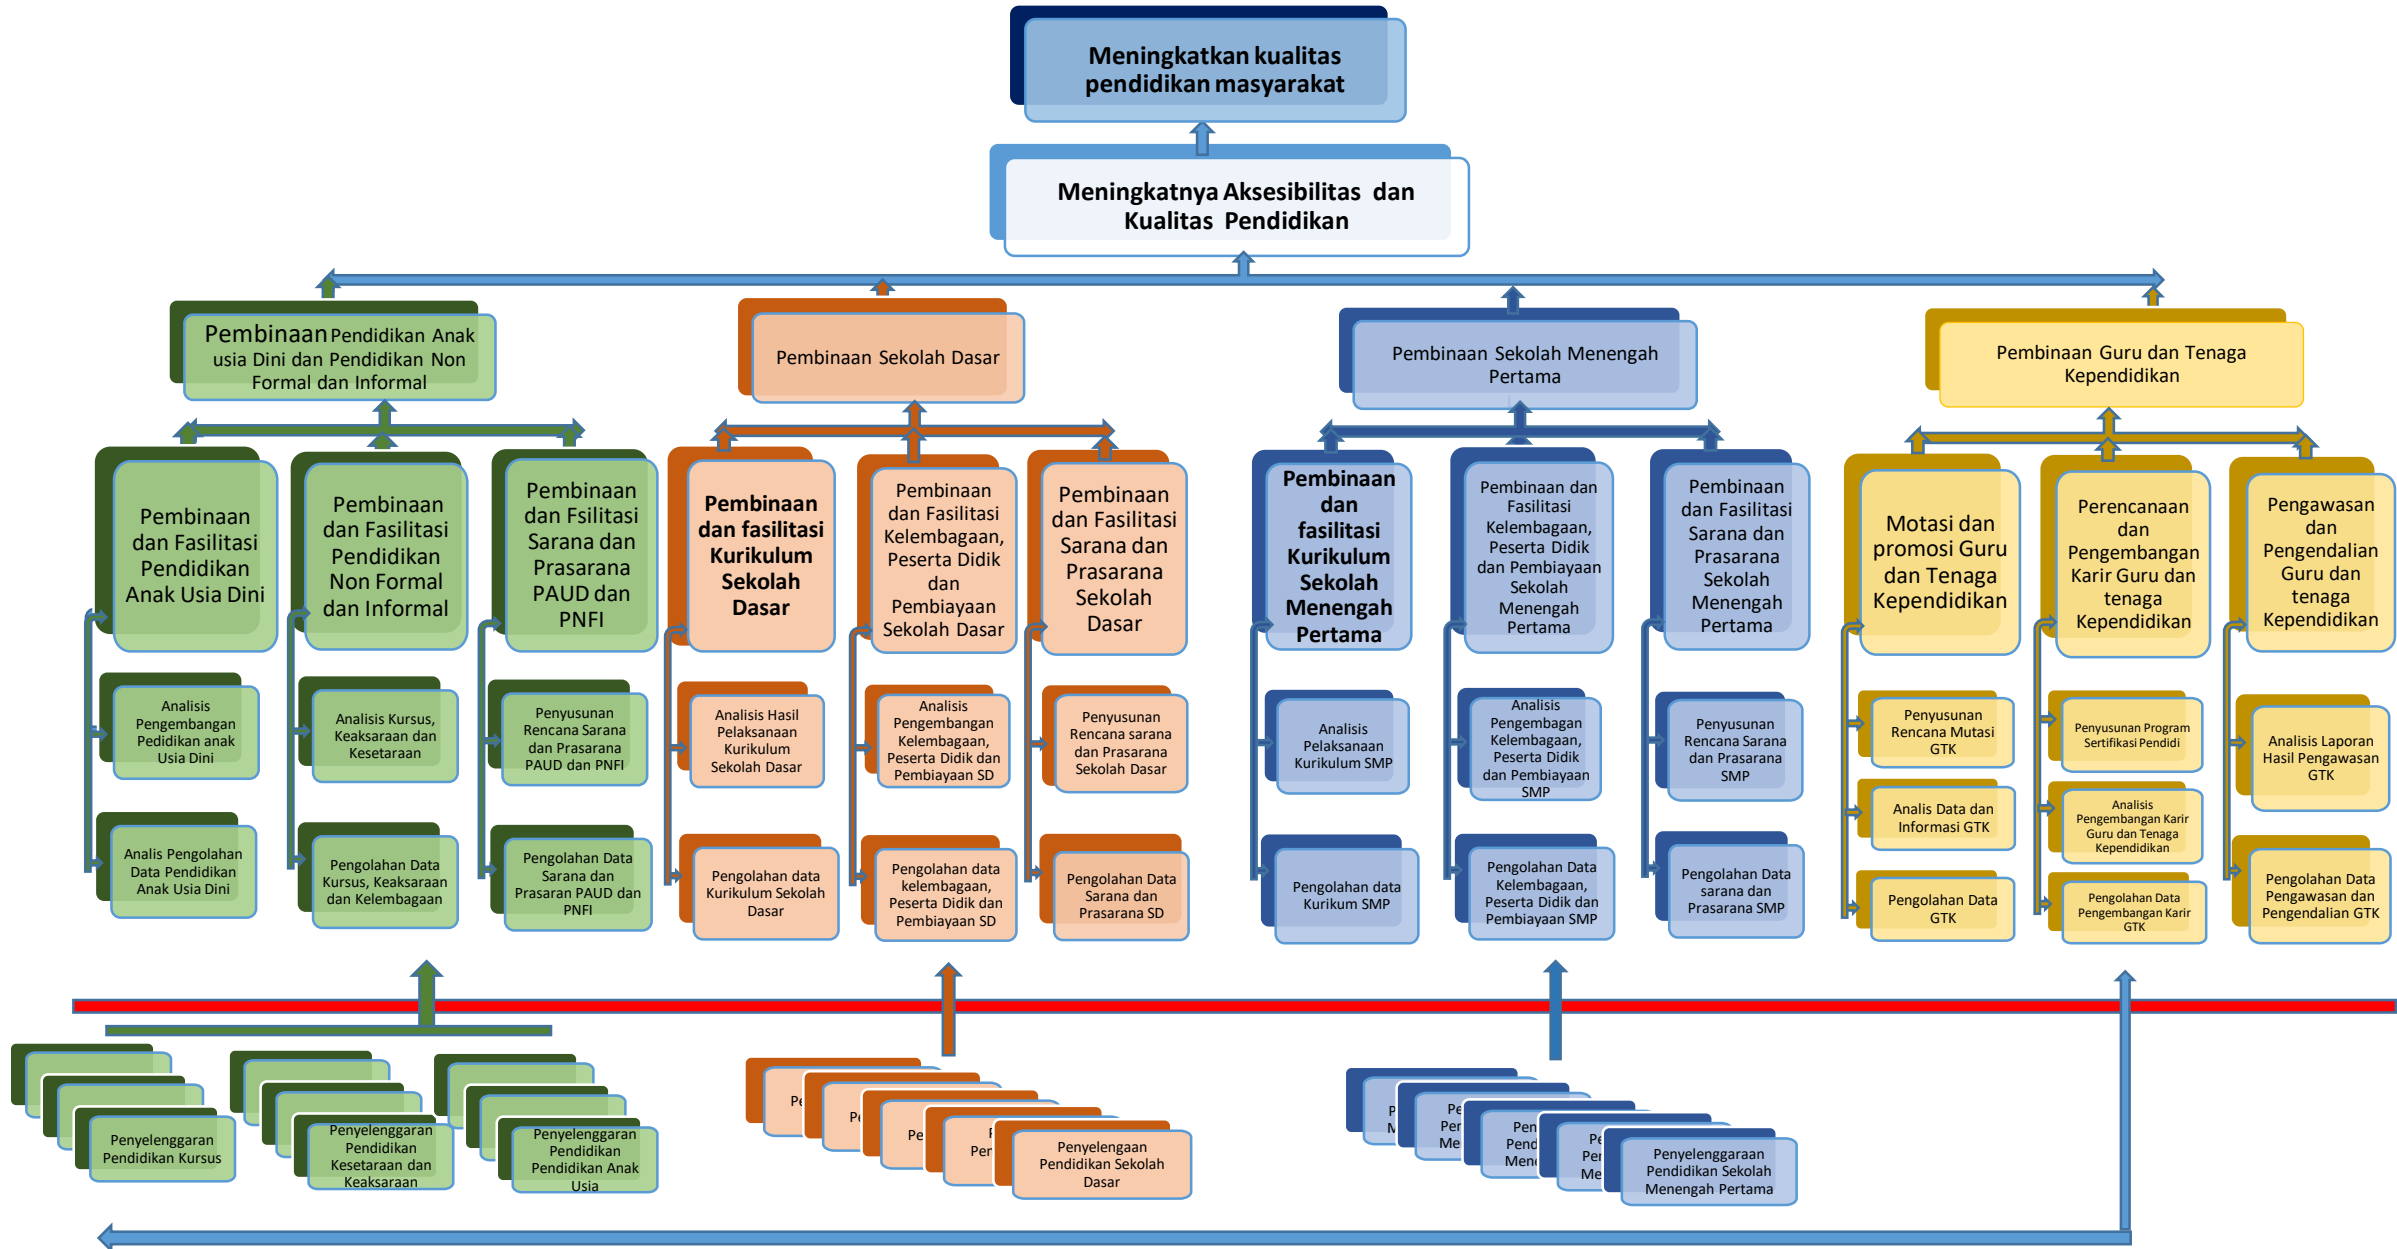 Meningkatkan kualitas
pendidikan masyarakat
Meningkatnya Aksesibilitas dan
Kualitas Pendidikan
Pembinaan Pendidikan Anak
usia Dini dan Pendidikan Non
Formal dan Informal
Pembinaan Sekolah Dasar
Pembinaan Sekolah Menengah
Pertama
Pembinaan Guru dan Tenaga
Kependidikan
Pembinaan
dan Fasilitasi
Pendidikan
Anak Usia Dini
Pembinaan
dan Fasilitasi
Pendidikan
Non Formal
dan Informal
Pembinaan
dan Fsilitasi
Sarana dan
Prasarana
PAUD dan
PNFI
Pembinaan
dan fasilitasi
Kurikulum
Sekolah
Dasar
Pembinaan
dan Fasilitasi
Kelembagaan,
Peserta Didik
dan
Pembiayaan
Sekolah Dasar
Pembinaan
dan Fasilitasi
Sarana dan
Prasarana
Sekolah
Dasar
Pembinaan
dan
fasilitasi
Kurikulum
Sekolah
Menengah
Pertama
Pembinaan dan
Fasilitasi
Kelembagaan,
Peserta Didik
dan Pembiayaan
Sekolah
Menengah
Pertama
Pembinaan
dan Fasilitasi
Sarana dan
Prasarana
Sekolah
Menengah
Pertama
Motasi dan
promosi Guru
dan Tenaga
Kependidikan
Perencanaan
dan
Pengembangan
Karir Guru dan
tenaga
Kependidikan
Pengawasan
dan
Pengendalian
Guru dan
tenaga
Kependidikan
Analisis
Pengembangan
Pedidikan anak
Usia Dini
Analisis Kursus,
Keaksaraan dan
Kesetaraan
Penyusunan
Rencana Sarana
dan Prasarana
PAUD dan PNFI
Analisis Hasil
Pelaksanaan
Kurikulum
Sekolah Dasar
Analisis
Pengembangan
Kelembagaan,
Peserta Didik dan
Pembiayaan SD
Penyusunan
Rencana sarana
dan Prasarana
Sekolah Dasar
Analisis
Pelaksanaan
Kurikulum SMP
Analisis
Pengembagan
Kelembagaan,
Peserta Didik
dan Pembiayaan
SMP
Penyusunan
Rencana Sarana
dan Prasarana
SMP
Penyusunan
Rencana Mutasi
GTK
Penyusunan Program
Sertifikasi Pendidi
Analisis Laporan
Hasil Pengawasan
GTK
Analis Data dan
Informasi GTK
Analisis
Pengembangan Karir
Guru dan Tenaga
Kependidikan
Analis Pengolahan
Data Pendidikan
Anak Usia Dini
Pengolahan Data
Kursus, Keaksaraan
dan Kelembagaan
Pengolahan Data
Sarana dan
Prasaran PAUD dan
PNFI
Pengolahan data
Kurikulum Sekolah
Dasar
Pengolahan data
kelembagaan,
Peserta Didik dan
Pembiayaan SD
Pengolahan Data
Sarana dan
Prasarana SD
Pengolahan data
Kurikum SMP
Pengolahan Data
Kelembagaan,
Peserta Didik dan
Pembiayaan SMP
Pengolahan Data
sarana dan
Prasarana SMP
Pengolahan Data
GTK
Pengolahan Data
Pengembangan Karir
GTK
Pengolahan Data
Pengawasan dan
Pengendalian GTK
Penyelenggaran
Pendidikan Kursus
Penyelenggaran
Pendidikan
Kesetaraan dan
Keaksaraan
Penyelenggaran
Pendidikan
Pendidikan Anak
Usia
Penyelengaan
Pendidikan Sekolah
Dasar
Penyelenggaraan
Pendidikan Sekolah
Menengah Pertama